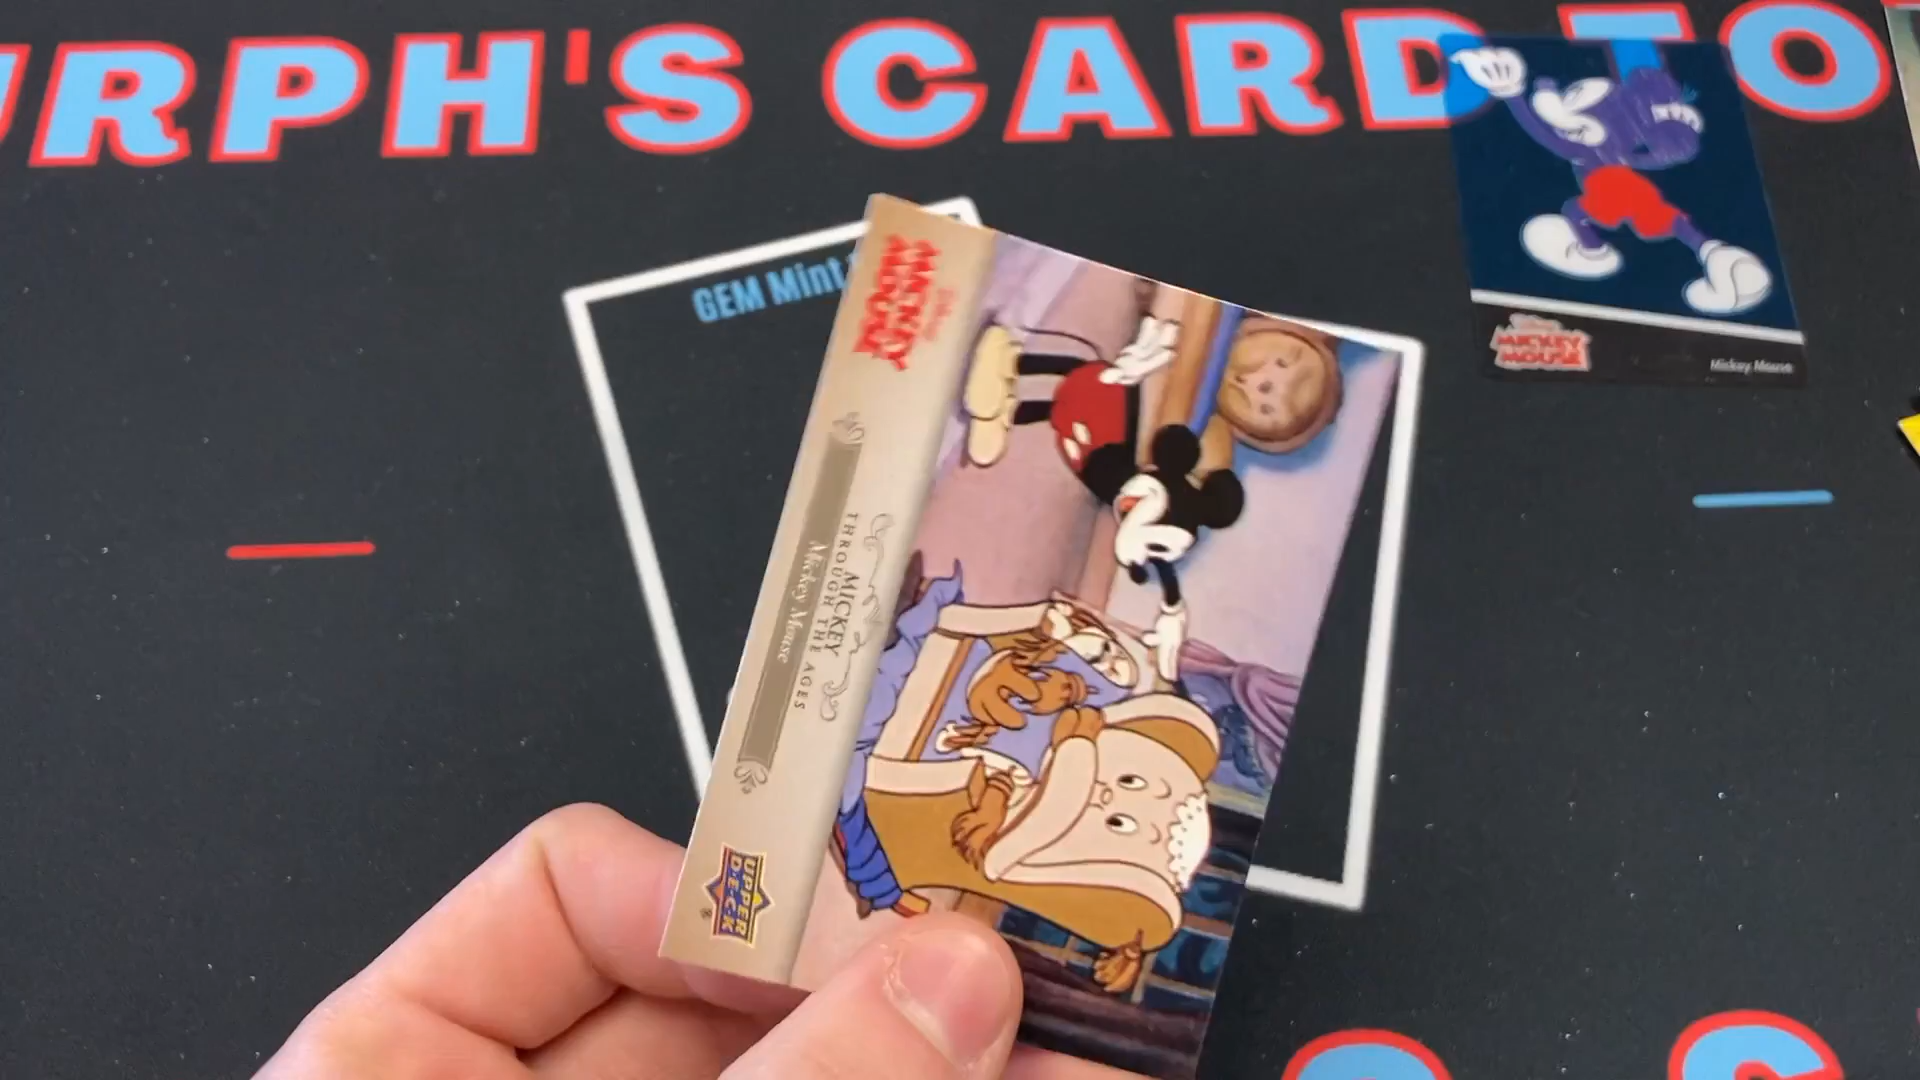 URPH'S CARD TO
GEM Mint
Disney
MICKEY
MOUSE
MICKEY
THROUGH THE AGES
Mickey Mouse
UPPER
DECK
Disney
MICKEY
MOUSE
Mickey Mouse